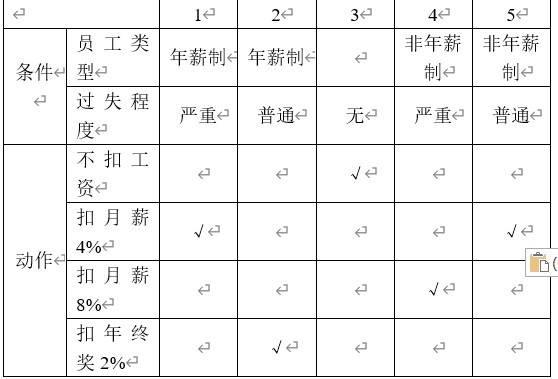 1 2 3 4 5
条件 员工类型 年薪制 年薪制 非年薪制 非年薪制
过失程度 严重 普通 无 严重 普通
动作 不扣工资 √
扣月薪4% √ √
扣月薪8% √
扣年终奖2% √